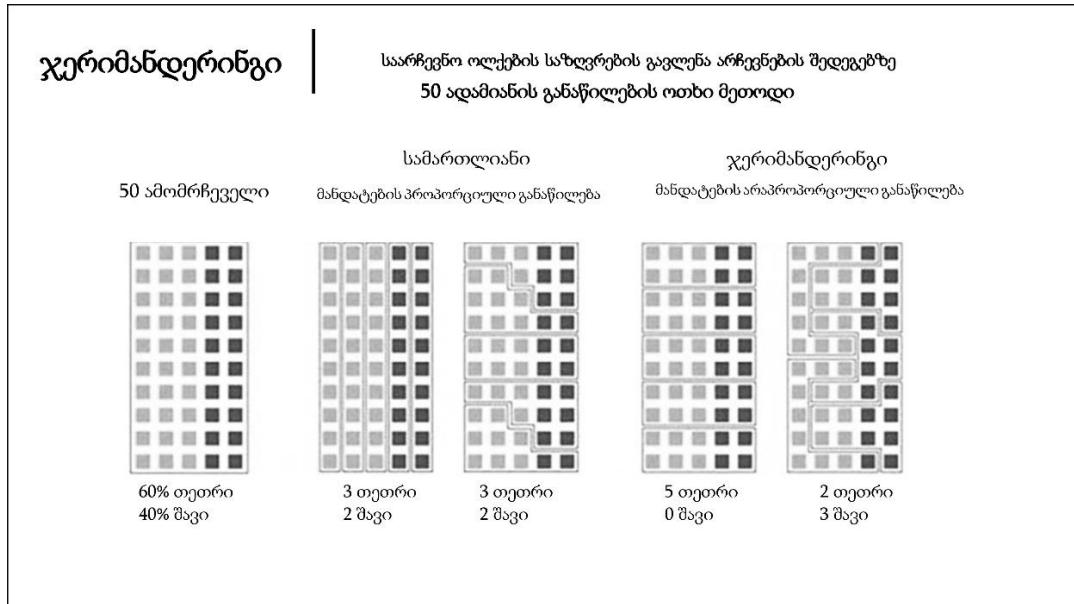 ჯერიმანდერინგი
საარჩევნო ოლქების საზღვრების გავლენა არჩევნების შედეგებზე
50 ადამიანის განაწილების ოთხი მეთოდი
50 ამომრჩეველი
სამართლიანი
მანდატების პროპორციული განაწილება
ჯერიმანდერინგი
მანდატების არაპროპორციული განაწილება
60% თეთრი
40% შავი
3 თეთრი
2 შავი
3 თეთრი
2 შავი
5 თეთრი
0 შავი
2 თეთრი
3 შავი